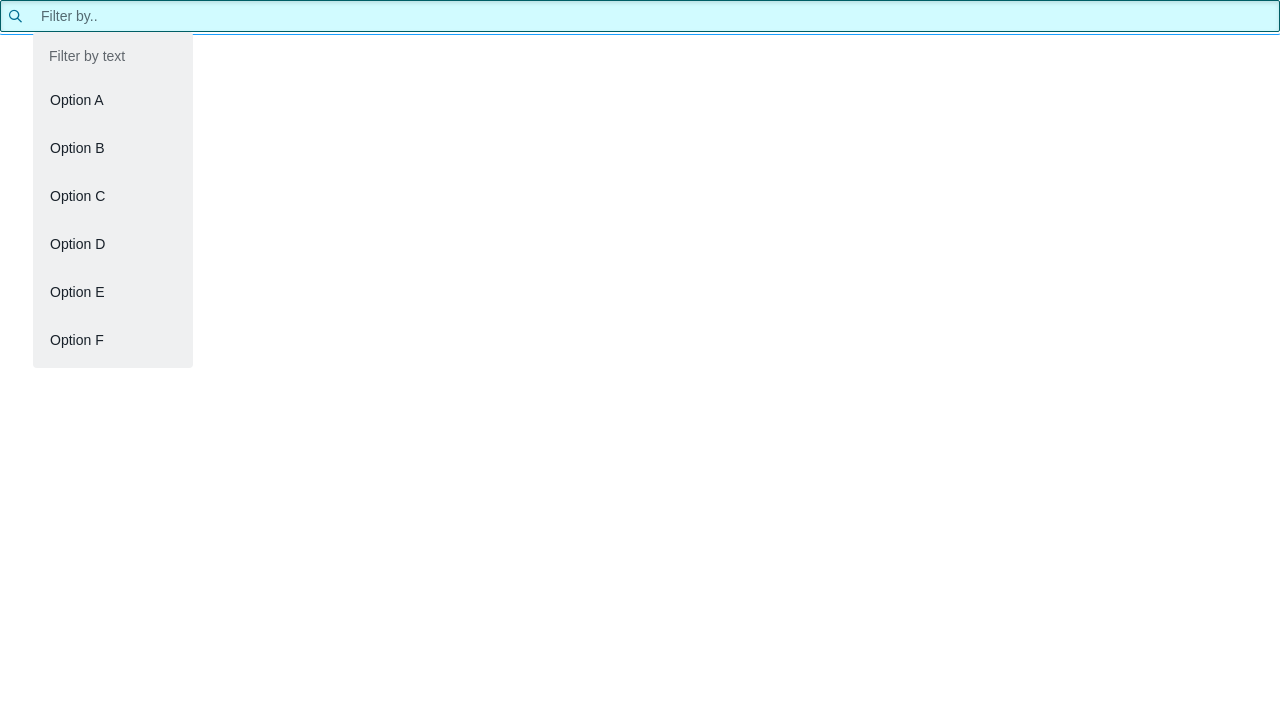 Filter by..
Filter by text
Option A
Option B
Option C
Option D
Option E
Option F